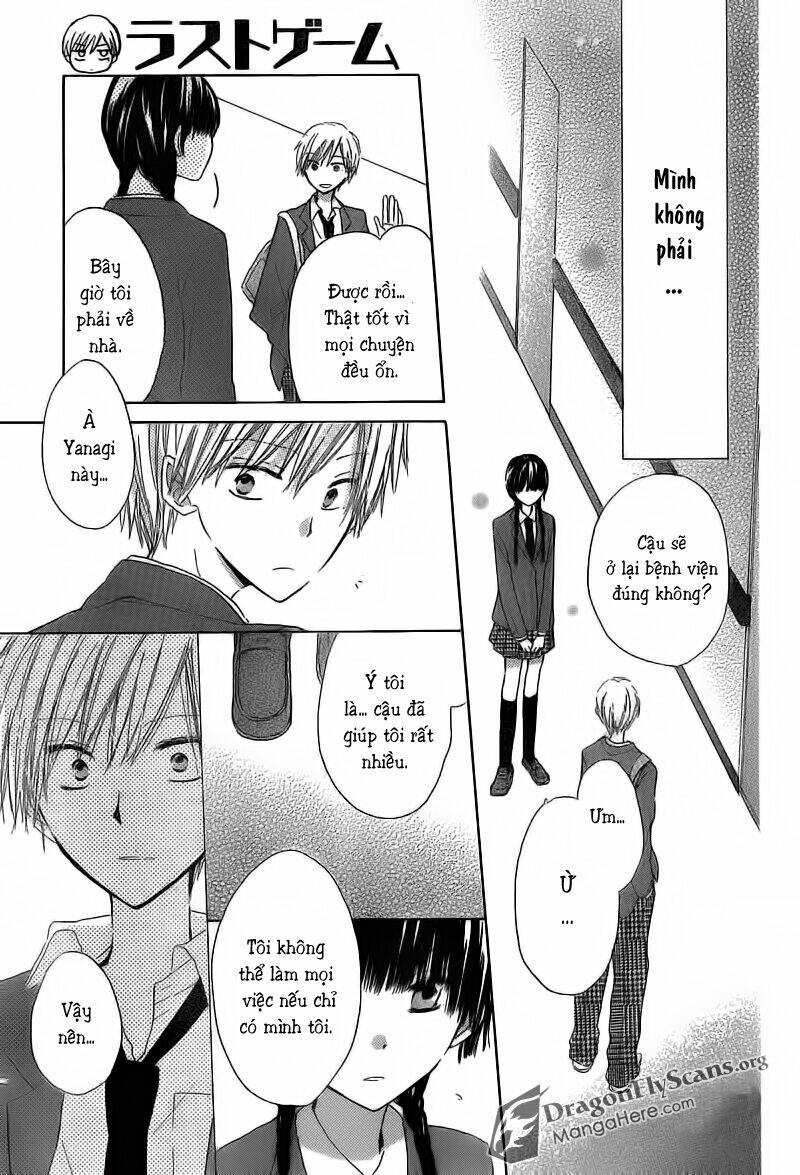 ラストゲーム
Mình
không
phải
...
Cậu sẽ
ở lại bệnh viện
đúng không?
Ưm...
Ừ
...
Được rồi...
Thật tốt vì
mọi chuyện
đều ổn.
Bây
giờ tôi
phải về
nhà.
À
Yanagi
này...
Ý tôi
là... cậu đã
giúp tôi rất
nhiều.
Tôi không
thể làm mọi
việc nếu chỉ
có mình tôi.
Vậy
nên...
DragonFlyScans.org
MangaHere.com